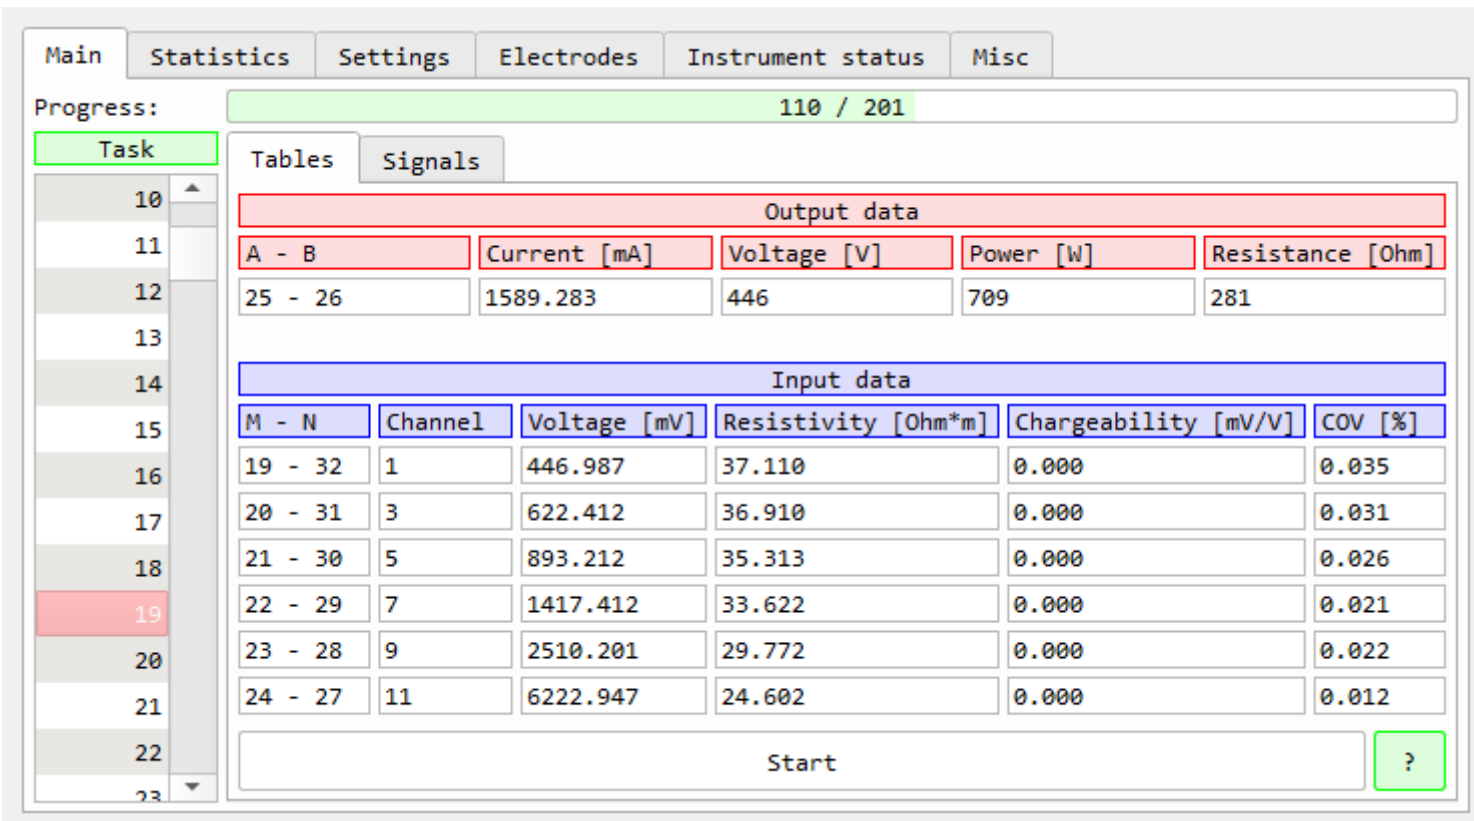 Main Statistics Settings Electrodes Instrument status Misc
Progress: 110 / 201
Task
10
11
12
13
14
15
16
17
18
19
20
21
22
23
Tables Signals
Output data
A - B Current [mA] Voltage [V] Power [W] Resistance [Ohm]
25 - 26 1589.283 446 709 281
Input data
M - N Channel Voltage [mV] Resistivity [Ohm*m] Chargeability [mV/V] COV [%]
19 - 32 1 446.987 37.110 0.000 0.035
20 - 31 3 622.412 36.910 0.000 0.031
21 - 30 5 893.212 35.313 0.000 0.026
22 - 29 7 1417.412 33.622 0.000 0.021
23 - 28 9 2510.201 29.772 0.000 0.022
24 - 27 11 6222.947 24.602 0.000 0.012
Start ?